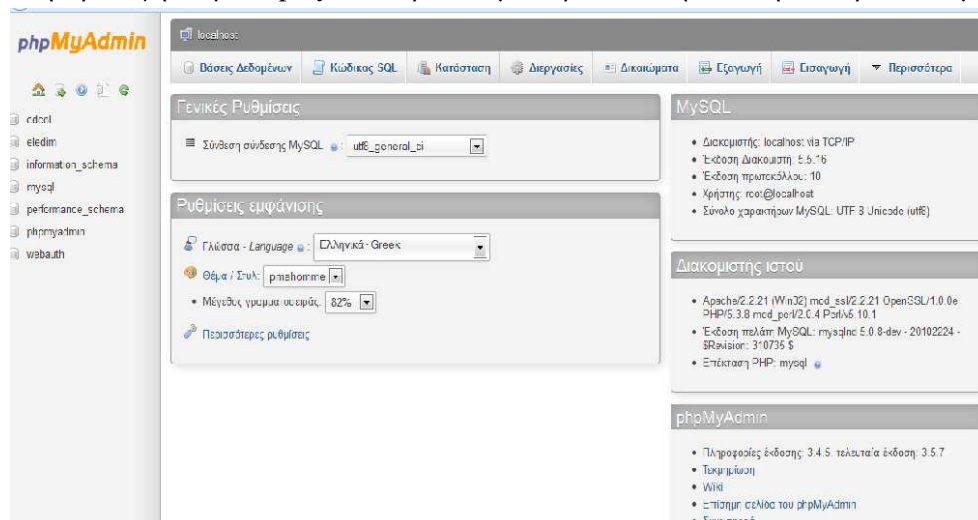 phpMyAdmin
cdcol
eledim
information_schema
mysql
performance_schema
phpmyadmin
webauth
localhost
Βάσεις Δεδομένων
Κώδικας SQL
Κατάσταση
Διεργασίες
Δικαιώματα
Εξαγωγή
Εισαγωγή
Περισσότερα
Γενικές Ρυθμίσεις
Σύνθεση σύνδεσης MySQL : utf8_general_ci
Ρυθμίσεις εμφάνισης
Γλώσσα - Language : Ελληνικά - Greek
Θέμα / Στυλ: pmahomme
• Μέγεθος γραμματοσειράς: 82%
Περισσότερες ρυθμίσεις
MySQL
• Διακομιστής: localhost via TCP/IP
• Έκδοση Διακομιστή: 5.5.16
• Έκδοση πρωτοκόλλου: 10
• Χρήστης: root@localhost
• Σύνολο χαρακτήρων MySQL: UTF-8 Unicode (utf8)
Διακομιστής ιστού
• Apache/2.2.21 (Win32) mod_ssl/2.2.21 OpenSSL/1.0.0e
PHP/5.3.8 mod_perl/2.0.4 Perl/v5.10.1
• Έκδοση πελάτη MySQL: mysqlnd 5.0.8-dev - 20102224 -
$Revision: 310735 $
• Επέκταση PHP: mysql
phpMyAdmin
• Πληροφορίες έκδοσης: 3.4.5, τελευταία έκδοση: 3.5.7
• Τεκμηρίωση
• Wiki
• Επίσημη σελίδα του phpMyAdmin